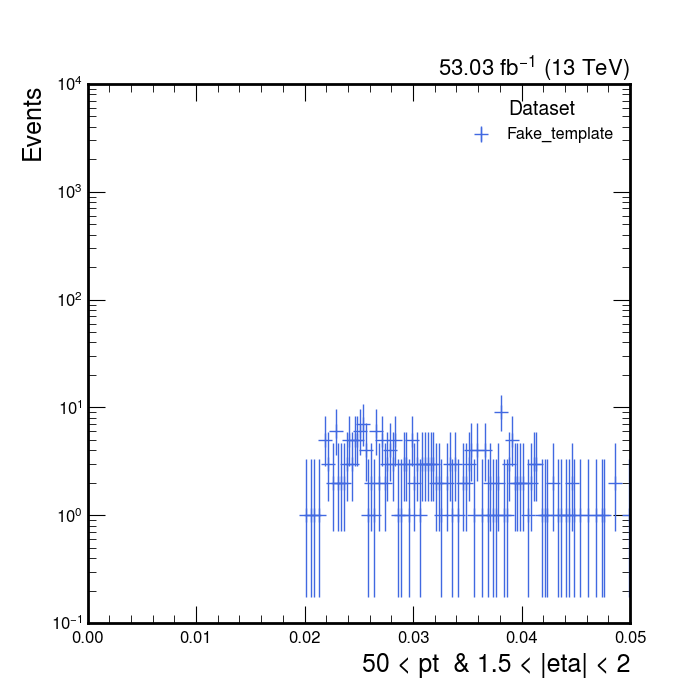 53.03 fb⁻¹ (13 TeV)
Events
Dataset
Fake_template
10⁴
10³
10²
10¹
10⁰
10⁻¹
0.00 0.01 0.02 0.03 0.04 0.05
50 < pt & 1.5 < |eta| < 2